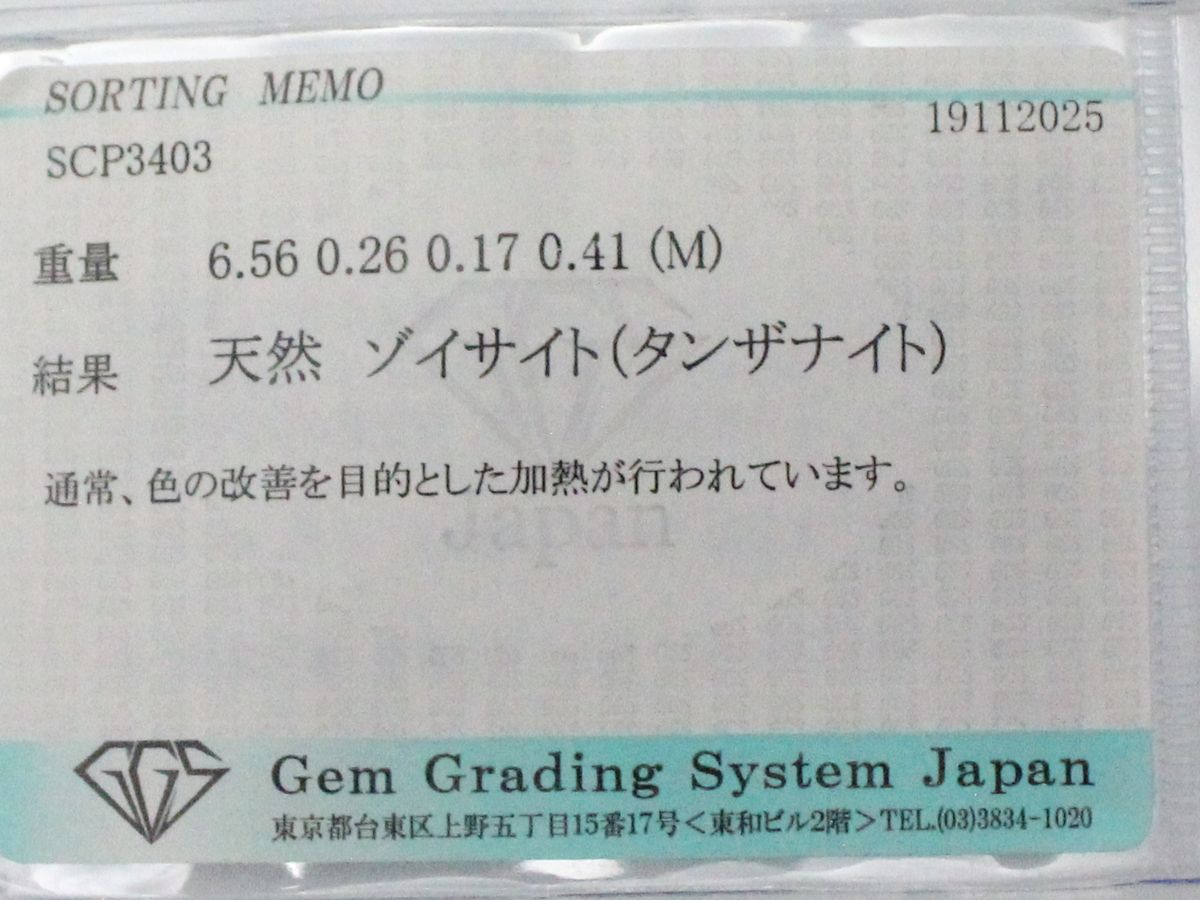 SORTING MEMO
19112025
SCP3403
重量 6.56 0.26 0.17 0.41 (M)
結果 天然 ゾイサイト(タンザナイト)
通常、色の改善を目的とした加熱が行われています。
Japan
GGS
Gem Grading System Japan
東京都台東区上野五丁目15番17号<東和ビル2階>TEL.(03)3834-1020